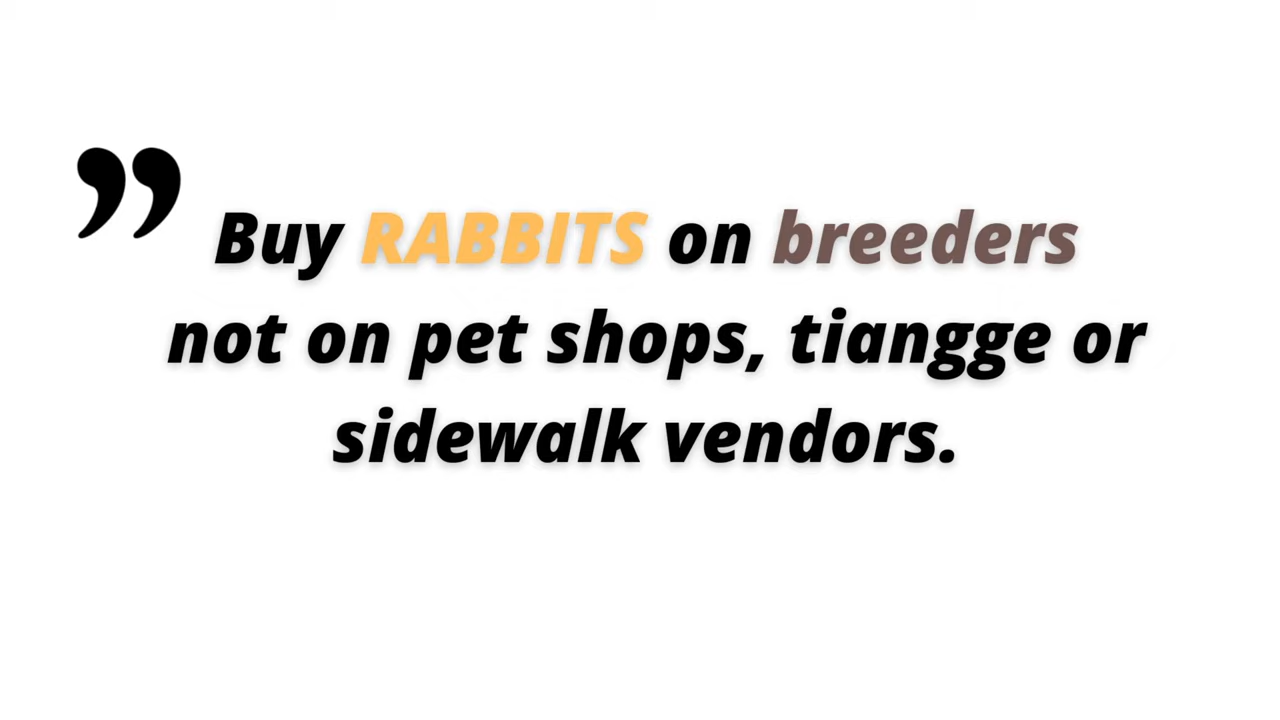 ” Buy RABBITS on breeders
not on pet shops, tiangge or
sidewalk vendors.